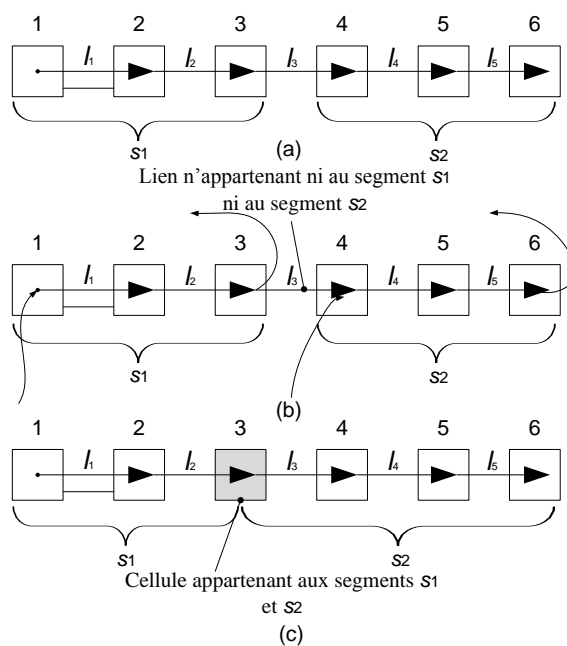 1 2 3 4 5 6
l1 l2 l3 l4 l5
s1 s2
(a)
Lien n'appartenant ni au segment s1
ni au segment s2
1 2 3 4 5 6
l1 l2 l3 l4 l5
s1 s2
(b)
1 2 3 4 5 6
l1 l2 l3 l4 l5
s1 s2
Cellule appartenant aux segments s1
et s2
(c)